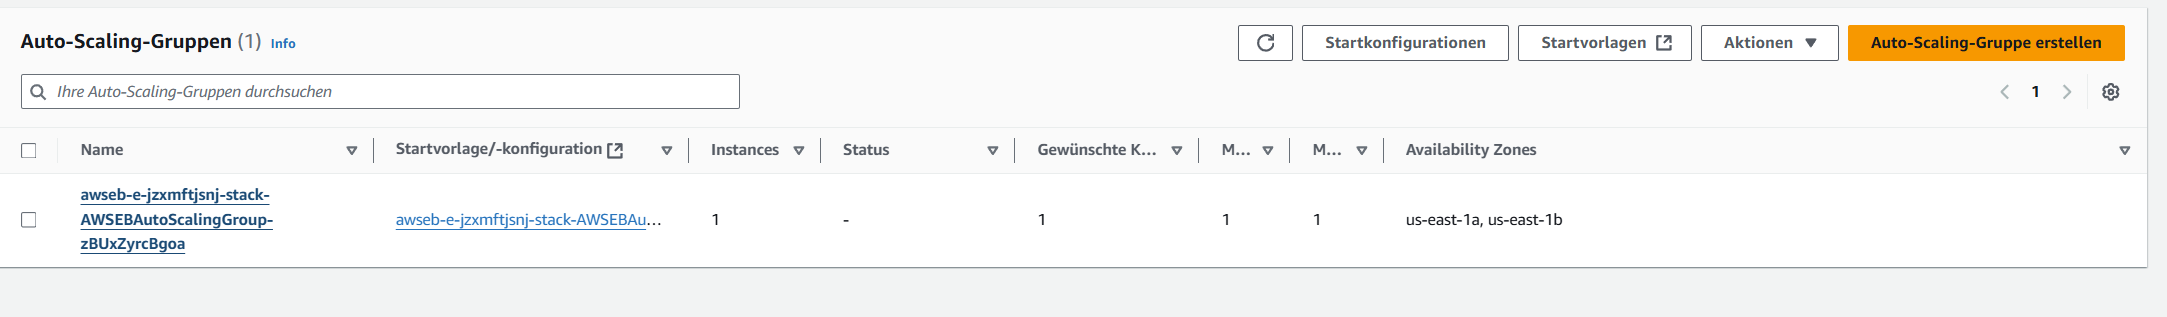 Auto-Scaling-Gruppen (1) Info
Startkonfigurationen
Startvorlagen
Aktionen
Auto-Scaling-Gruppe erstellen
Ihre Auto-Scaling-Gruppen durchsuchen
1
Name
Startvorlage/-konfiguration
Instances
Status
Gewünschte K...
M...
M...
Availability Zones
awseb-e-jzxmftjsnj-stack-
AWSEBAutoScalingGroup-
zBUxZyrcBgoa
awseb-e-jzxmftjsnj-stack-AWSEBAu...
1
-
1
1
1
us-east-1a, us-east-1b